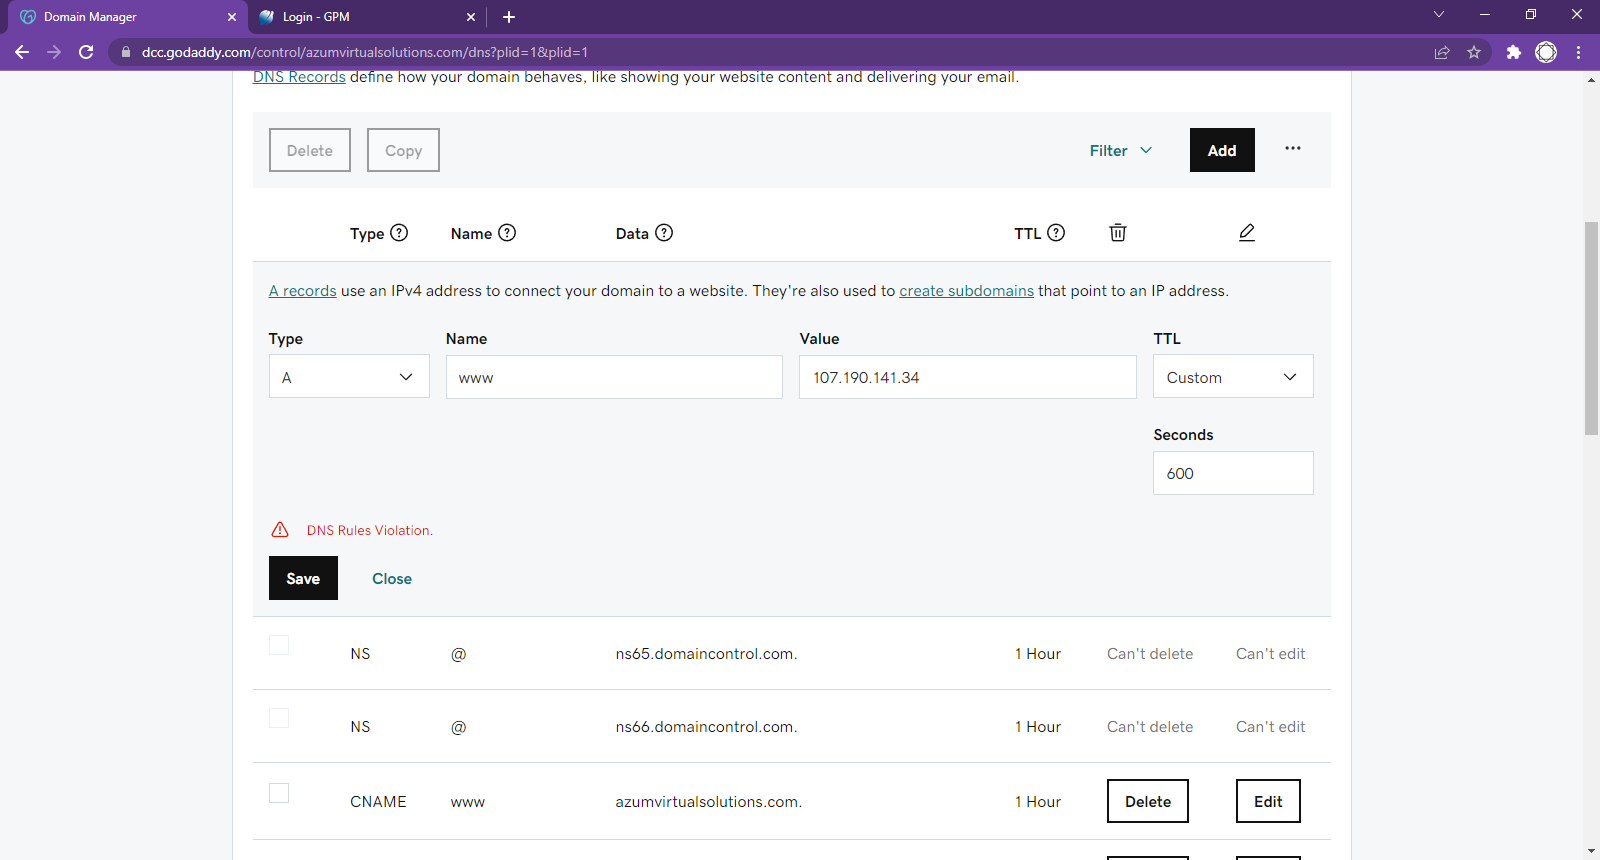 Domain Manager
Login - GPM
dcc.godaddy.com/control/azumvirtualsolutions.com/dns?plid=1&plid=1
DNS Records define how your domain behaves, like showing your website content and delivering your email.
Delete Copy Filter Add ...
Type ? Name ? Data ? TTL ?
A records use an IPv4 address to connect your domain to a website. They're also used to create subdomains that point to an IP address.
Type Name Value TTL
A www 107.190.141.34 Custom
Seconds
600
DNS Rules Violation.
Save Close
NS @ ns65.domaincontrol.com. 1 Hour Can't delete Can't edit
NS @ ns66.domaincontrol.com. 1 Hour Can't delete Can't edit
CNAME www azumvirtualsolutions.com. 1 Hour Delete Edit